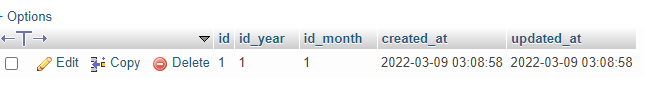 + Options
←T→ id id_year id_month created_at updated_at
Edit Copy Delete 1 1 1 2022-03-09 03:08:58 2022-03-09 03:08:58